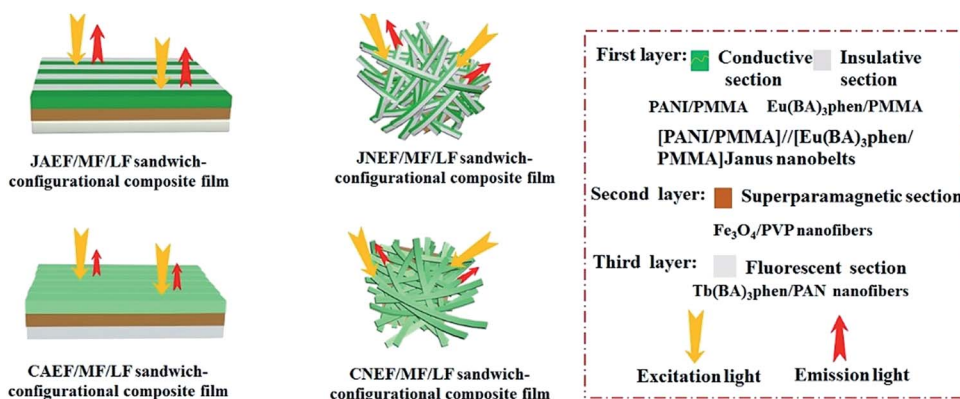 JAEF/MF/LF sandwich-
configurational composite film
JNEF/MF/LF sandwich-
configurational composite film
CAEF/MF/LF sandwich-
configurational composite film
CNEF/MF/LF sandwich-
configurational composite film
First layer: Conductive section Insulative section
PANI/PMMA Eu(BA)₃phen/PMMA
[PANI/PMMA]//[Eu(BA)₃phen/
PMMA]Janus nanobelts
Second layer: Superparamagnetic section
Fe₃O₄/PVP nanofibers
Third layer: Fluorescent section
Tb(BA)₃phen/PAN nanofibers
Excitation light Emission light